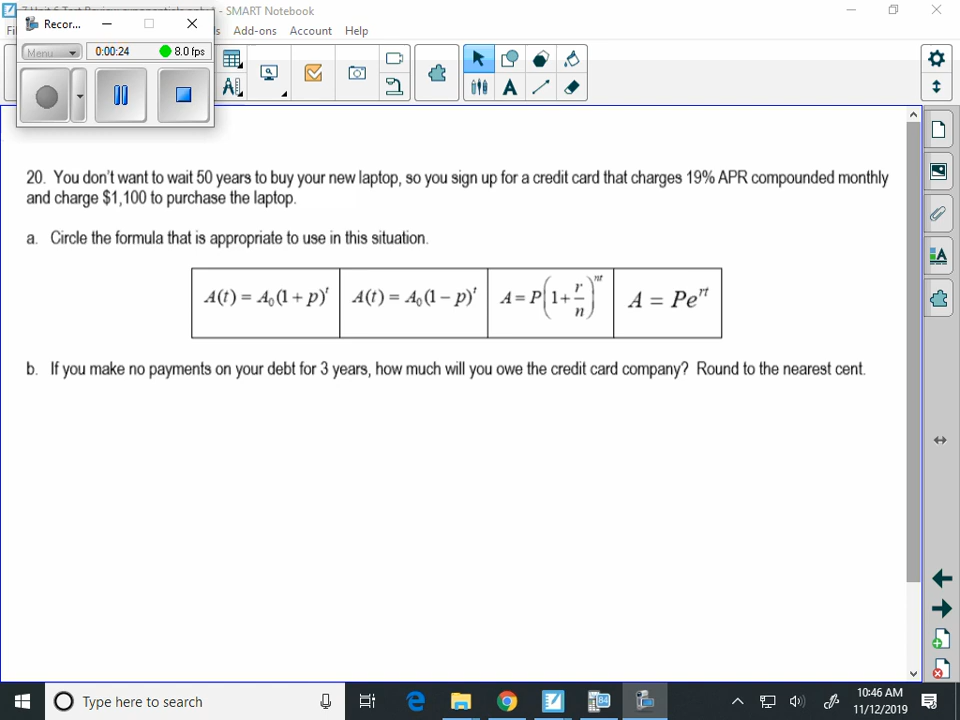 - SMART Notebook
Recor...
Add-ons Account Help
Menu 0:00:24 8.0 fps
20. You don't want to wait 50 years to buy your new laptop, so you sign up for a credit card that charges 19% APR compounded monthly
and charge $1,100 to purchase the laptop.
a. Circle the formula that is appropriate to use in this situation.
A(t) = A₀(1 + p)ᵗ A(t) = A₀(1 − p)ᵗ A = P(1 + r/n)ⁿᵗ A = Peʳᵗ
b. If you make no payments on your debt for 3 years, how much will you owe the credit card company? Round to the nearest cent.
Type here to search
84
10:46 AM
11/12/2019